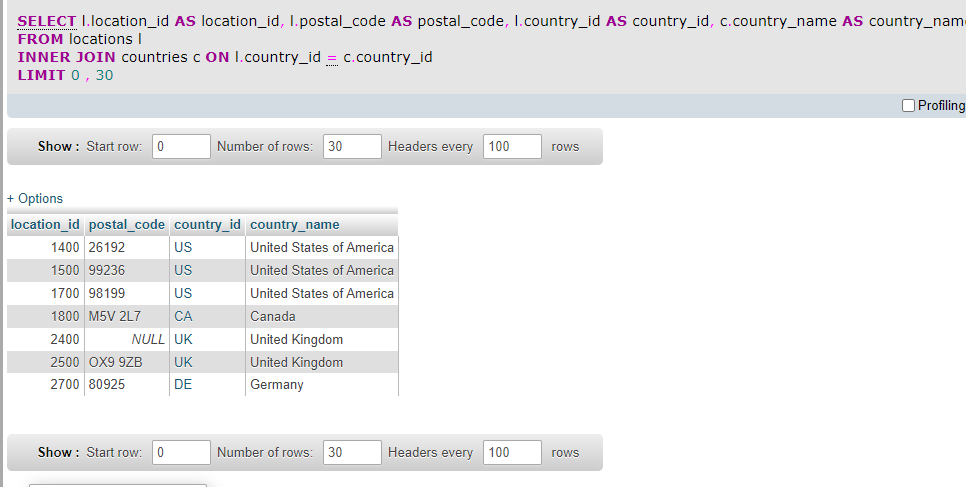 SELECT l.location_id AS location_id, l.postal_code AS postal_code, l.country_id AS country_id, c.country_name AS country_nam
FROM locations l
INNER JOIN countries c ON l.country_id = c.country_id
LIMIT 0 , 30
Profiling
Show : Start row: 0 Number of rows: 30 Headers every 100 rows
+ Options
location_id postal_code country_id country_name
1400 26192 US United States of America
1500 99236 US United States of America
1700 98199 US United States of America
1800 M5V 2L7 CA Canada
2400 NULL UK United Kingdom
2500 OX9 9ZB UK United Kingdom
2700 80925 DE Germany
Show : Start row: 0 Number of rows: 30 Headers every 100 rows